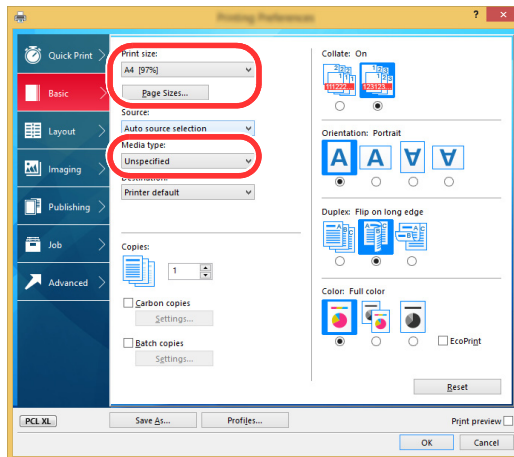 Printing Preferences
?
Quick Print
Basic
Layout
Imaging
Publishing
Job
Advanced
Print size:
A4 [97%]
Page Sizes...
Source:
Auto source selection
Media type:
Unspecified
Destination:
Printer default
Copies:
1
Carbon copies
Settings...
Batch copies
Settings...
Collate: On
111222...
123123...
Orientation: Portrait
A A A A
Duplex: Flip on long edge
Color: Full color
EcoPrint
Reset
PCL XL
Save As...
Profiles...
Print preview
OK
Cancel